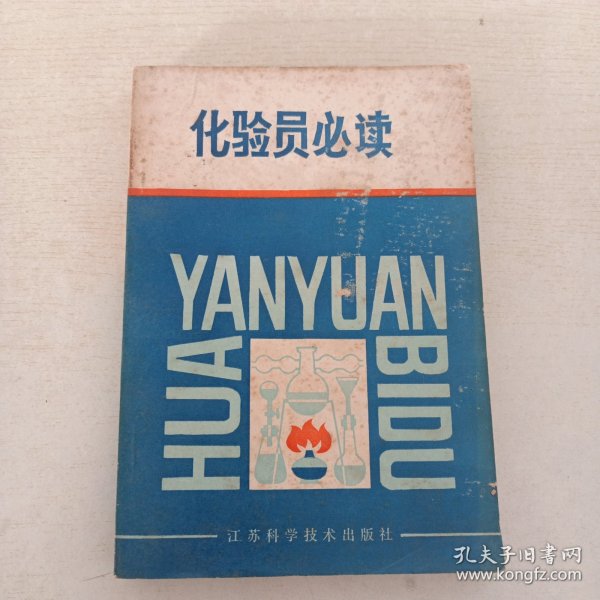 化验员必读
HUA
YANYUAN
BIDU
江苏科学技术出版社
孔夫子旧书网
www.kongfz.com